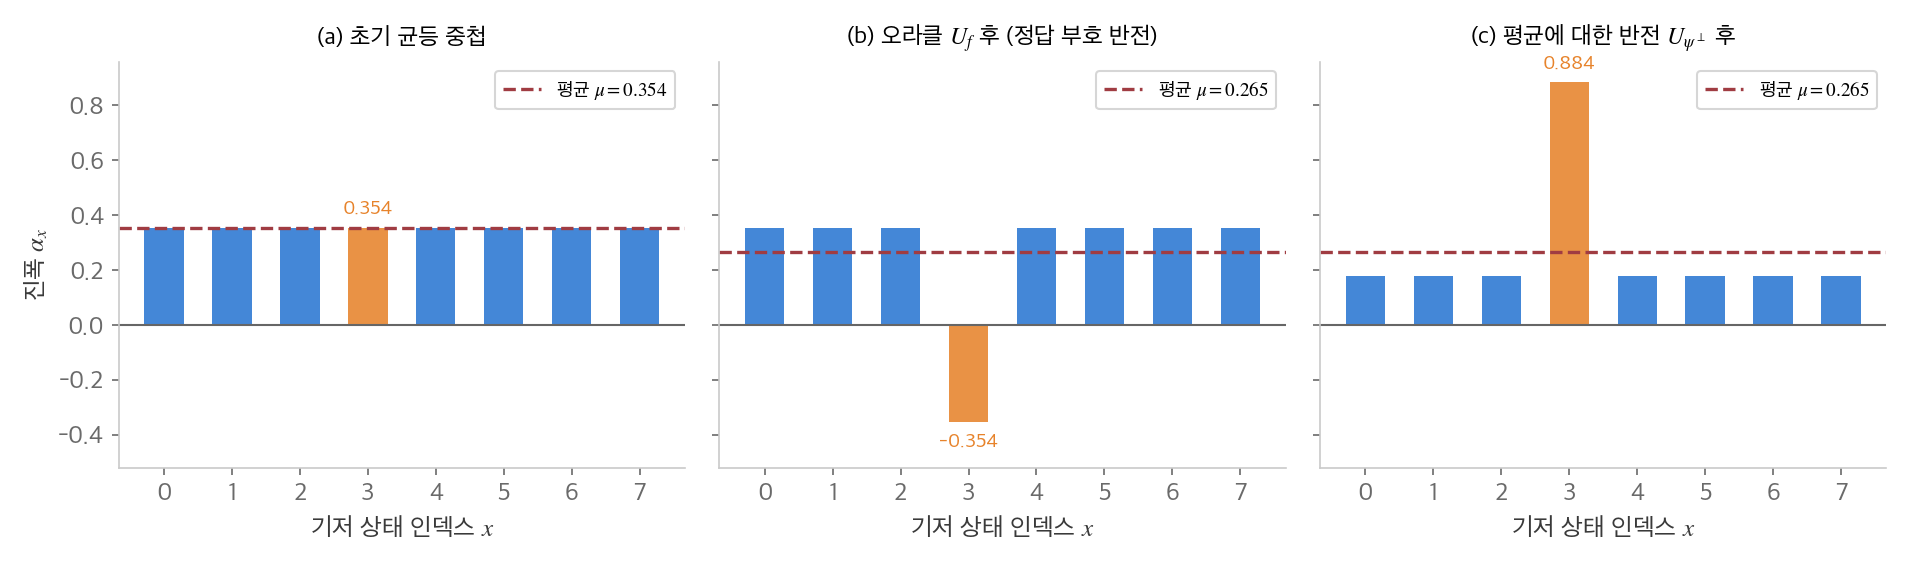 (a) 초기 균등 중첩
평균 μ = 0.354
0.354
진폭 αₓ
0.8
0.6
0.4
0.2
0.0
-0.2
-0.4
0 1 2 3 4 5 6 7
기저 상태 인덱스 x
(b) 오라클 U_f 후 (정답 부호 반전)
평균 μ = 0.265
-0.354
0 1 2 3 4 5 6 7
기저 상태 인덱스 x
(c) 평균에 대한 반전 U_ψ⊥ 후
0.884
평균 μ = 0.265
0 1 2 3 4 5 6 7
기저 상태 인덱스 x